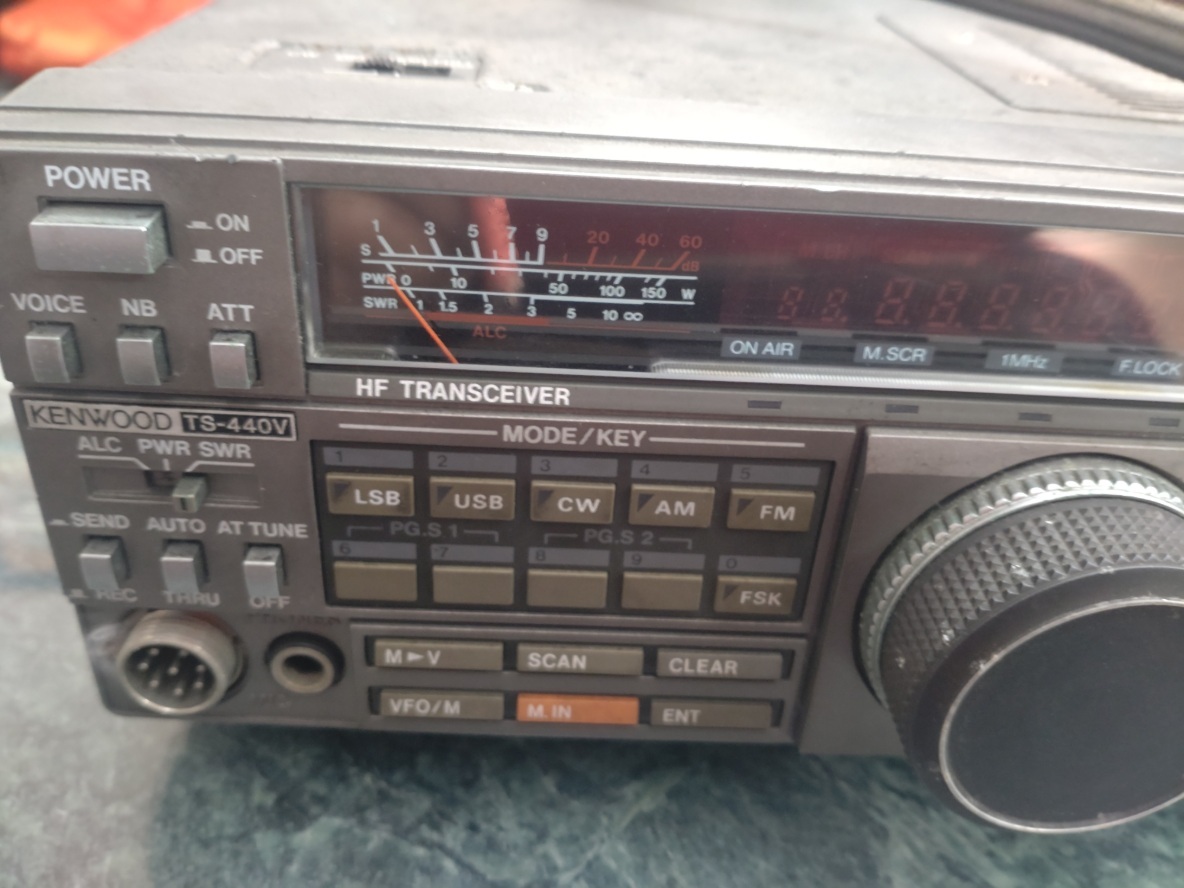 POWER
ON
OFF
VOICE NB ATT
1 3 5 7 9 20 40 60
S dB
PWR 0 10 50 100 150 W
SWR 1 1.5 2 3 5 10 ∞
ALC
ON AIR M.SCR 1MHz F.LOCK
HF TRANSCEIVER
KENWOOD TS-440V
ALC PWR SWR
SEND AUTO AT TUNE
REC THRU OFF
MODE/KEY
1 2 3 4 5
LSB USB CW AM FM
PG.S 1 PG.S 2
6 7 8 9 0
FSK
M►V SCAN CLEAR
VFO/M M.IN ENT